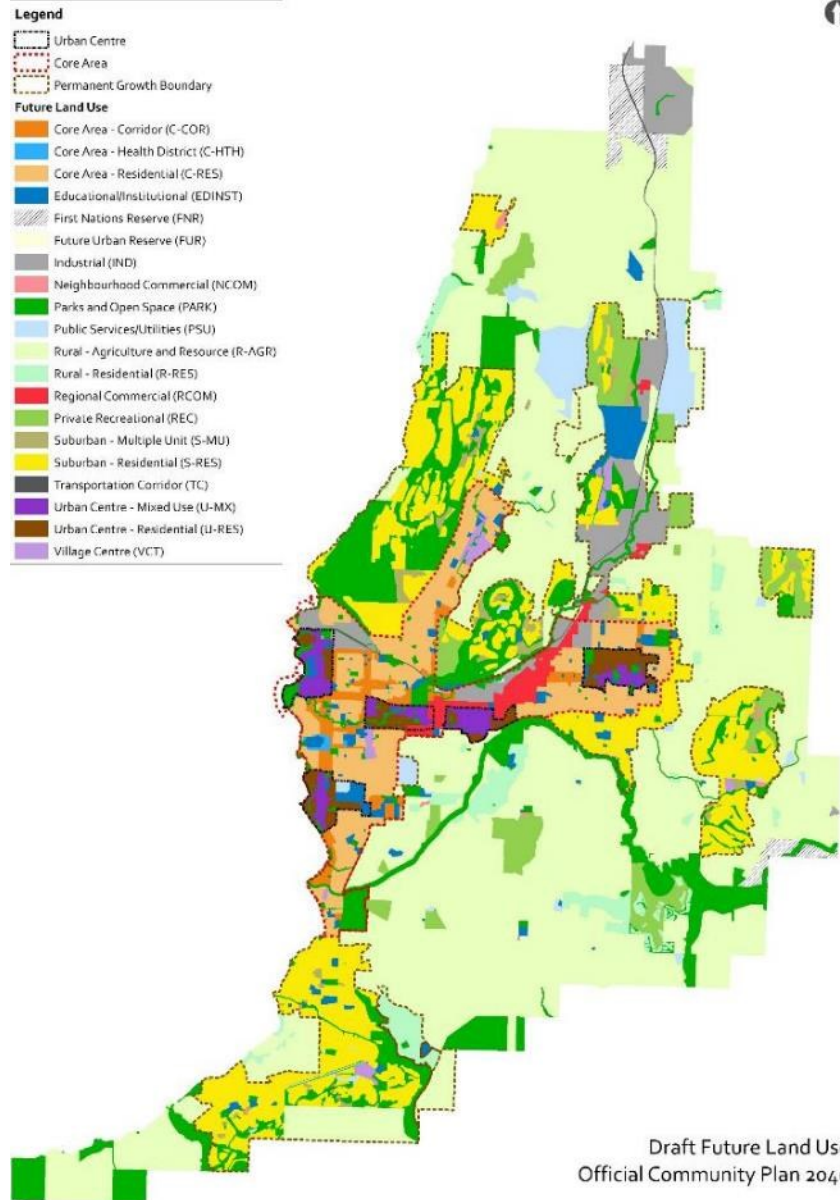 Legend
Urban Centre
Core Area
Permanent Growth Boundary
Future Land Use
Core Area - Corridor (C-COR)
Core Area - Health District (C-HTH)
Core Area - Residential (C-RES)
Educational/Institutional (EDINST)
First Nations Reserve (FNR)
Future Urban Reserve (FUR)
Industrial (IND)
Neighbourhood Commercial (NCOM)
Parks and Open Space (PARK)
Public Services/Utilities (PSU)
Rural - Agriculture and Resource (R-AGR)
Rural - Residential (R-RES)
Regional Commercial (RCOM)
Private Recreational (REC)
Suburban - Multiple Unit (S-MU)
Suburban - Residential (S-RES)
Transportation Corridor (TC)
Urban Centre - Mixed Use (U-MX)
Urban Centre - Residential (U-RES)
Village Centre (VCT)
Draft Future Land Us
Official Community Plan 204